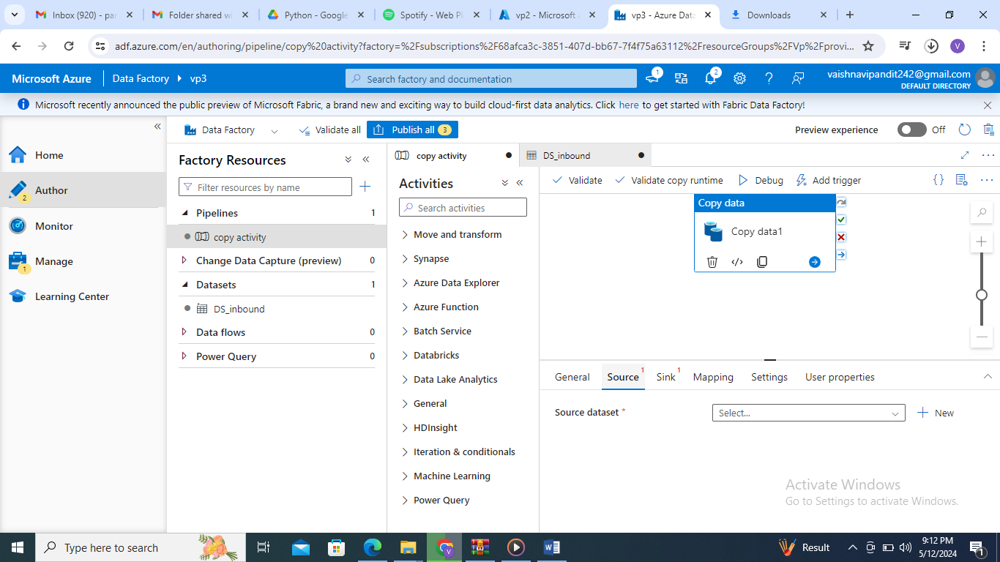 Inbox (920) - par
Folder shared wi
Python - Google
Spotify - Web Pl
vp2 - Microsoft A
vp3 - Azure Data
Downloads
adf.azure.com/en/authoring/pipeline/copy%20activity?factory=%2Fsubscriptions%2F68afca3c-3851-407d-bb67-7f4f75a63112%2FresourceGroups%2FVp%2Fprovi...
V
Microsoft Azure
Data Factory
vp3
Search factory and documentation
1
2
vaishnavipandit242@gmail.com
DEFAULT DIRECTORY
Microsoft recently announced the public preview of Microsoft Fabric, a brand new and exciting way to build cloud-first data analytics. Click here to get started with Fabric Data Factory!
Home
Author
2
Monitor
Manage
1
Learning Center
Data Factory
Validate all
Publish all 3
Preview experience
Off
Factory Resources
Filter resources by name
Pipelines 1
copy activity
Change Data Capture (preview) 0
Datasets 1
DS_inbound
Data flows 0
Power Query 0
copy activity
DS_inbound
Activities
Search activities
Move and transform
Synapse
Azure Data Explorer
Azure Function
Batch Service
Databricks
Data Lake Analytics
General
HDInsight
Iteration & conditionals
Machine Learning
Power Query
Validate
Validate copy runtime
Debug
Add trigger
Copy data
Copy data1
General
Source 1
Sink 1
Mapping
Settings
User properties
Source dataset *
Select...
New
Activate Windows
Go to Settings to activate Windows.
Type here to search
Result
9:12 PM
5/12/2024
1